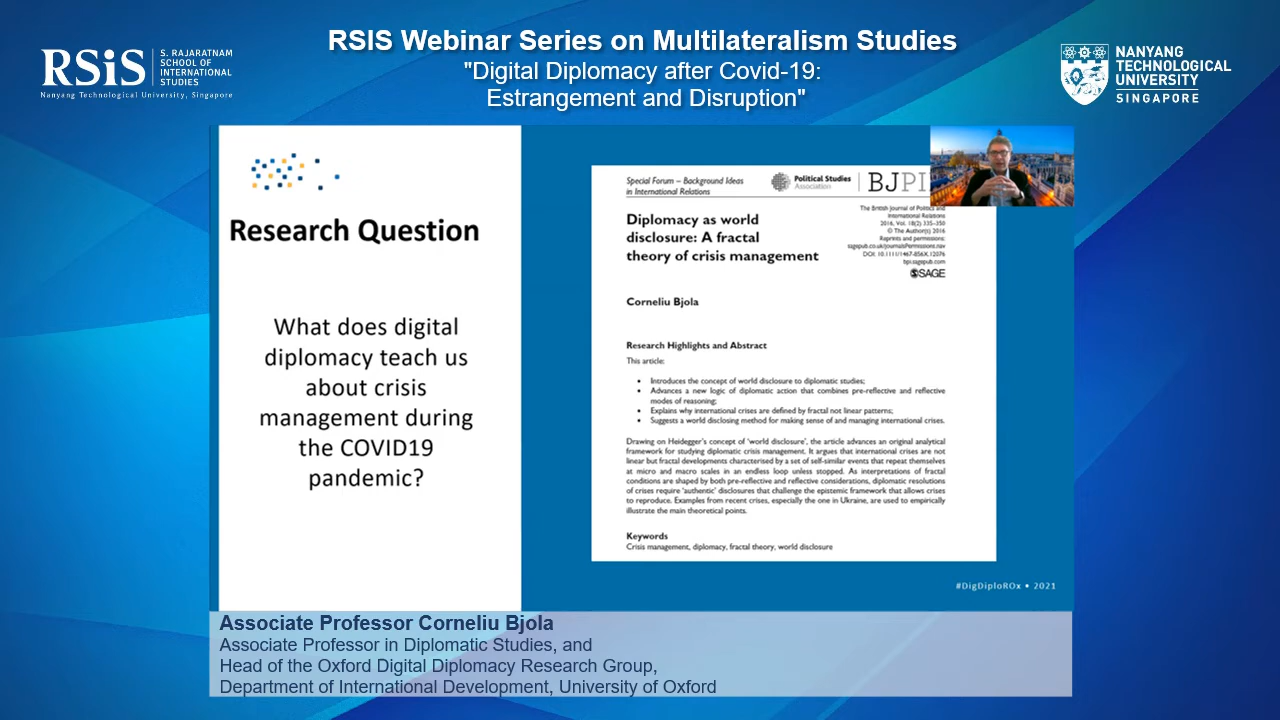 RSiS
S. RAJARATNAM
SCHOOL OF
INTERNATIONAL
STUDIES
Nanyang Technological University, Singapore
RSIS Webinar Series on Multilateralism Studies
"Digital Diplomacy after Covid-19:
Estrangement and Disruption"
NANYANG
TECHNOLOGICAL
UNIVERSITY
SINGAPORE
Research Question
What does digital
diplomacy teach us
about crisis
management during
the COVID19
pandemic?
Special Forum – Background Ideas
in International Relations
Political Studies
Association
BJPI
Diplomacy as world
disclosure: A fractal
theory of crisis management
The British Journal of Politics and
International Relations
2016, Vol. 18(2) 335–350
© The Author(s) 2016
Reprints and permissions:
sagepub.co.uk/journalsPermissions.nav
DOI: 10.1111/1467-856X.12076
bpi.sagepub.com
SAGE
Corneliu Bjola
Research Highlights and Abstract
This article:
• Introduces the concept of world disclosure to diplomatic studies;
• Advances a new logic of diplomatic action that combines pre-reflective and reflective
modes of reasoning;
• Explains why international crises are defined by fractal not linear patterns;
• Suggests a world disclosing method for making sense of and managing international crises.
Drawing on Heidegger's concept of 'world disclosure', the article advances an original analytical
framework for studying diplomatic crisis management. It argues that international crises are not
linear but fractal developments characterised by a set of self-similar events that repeat themselves
at micro and macro scales in an endless loop unless stopped. As interpretations of fractal
conditions are shaped by both pre-reflective and reflective considerations, diplomatic resolutions
of crises require 'authentic' disclosures that challenge the epistemic framework that allows crises
to reproduce. Examples from recent crises, especially the one in Ukraine, are used to empirically
illustrate the main theoretical points.
Keywords
Crisis management, diplomacy, fractal theory, world disclosure
#DigDiploROx • 2021
Associate Professor Corneliu Bjola
Associate Professor in Diplomatic Studies, and
Head of the Oxford Digital Diplomacy Research Group,
Department of International Development, University of Oxford